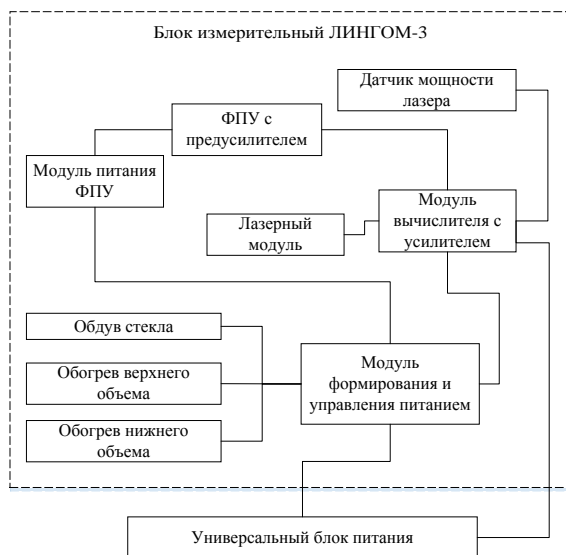 Блок измерительный ЛИНГОМ-3
Датчик мощности
лазера
ФПУ с
предусилителем
Модуль питания
ФПУ
Модуль
вычислителя с
усилителем
Лазерный
модуль
Обдув стекла
Обогрев верхнего
объема
Обогрев нижнего
объема
Модуль
формирования и
управления питанием
Универсальный блок питания